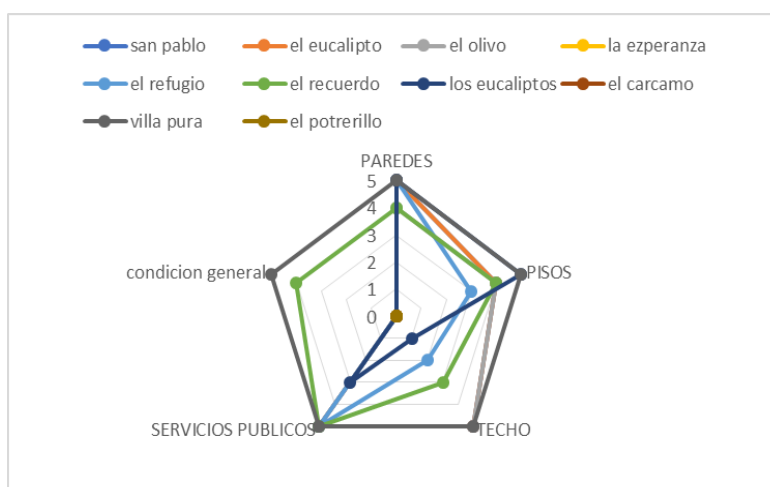 san pablo el eucalipto el olivo la ezperanza
el refugio el recuerdo los eucaliptos el carcamo
villa pura el potrerillo
PAREDES
5
4
3
2
1
0
condicion general
PISOS
SERVICIOS PUBLICOS
TECHO